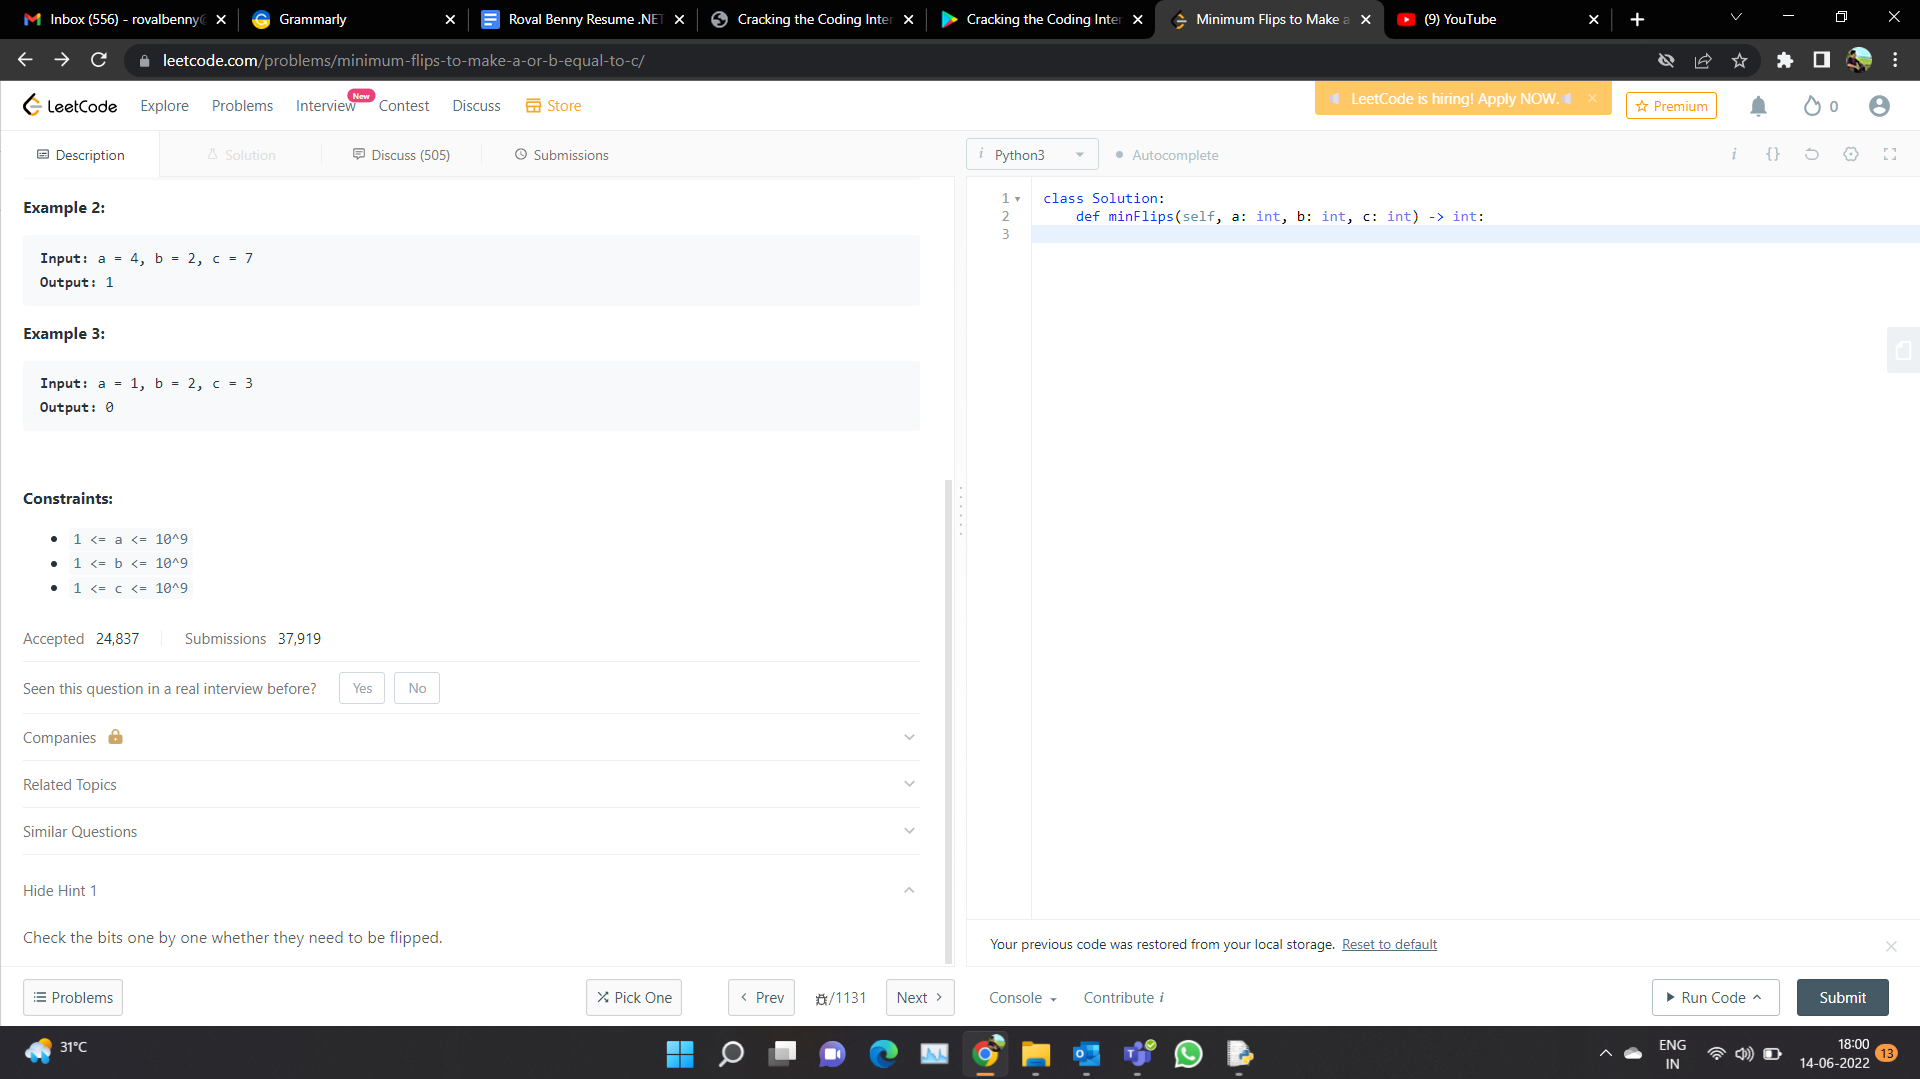 Inbox (556) - rovalbenny
Grammarly
Roval Benny Resume .NET
Cracking the Coding Inter
Cracking the Coding Inter
Minimum Flips to Make a
(9) YouTube
leetcode.com/problems/minimum-flips-to-make-a-or-b-equal-to-c/
LeetCode
Explore
Problems
Interview
New
Contest
Discuss
Store
LeetCode is hiring! Apply NOW.
Premium
0
Description
Solution
Discuss (505)
Submissions
i Python3
Autocomplete
i
{}
Example 2:
Input: a = 4, b = 2, c = 7
Output: 1
Example 3:
Input: a = 1, b = 2, c = 3
Output: 0
Constraints:
1 <= a <= 10^9
1 <= b <= 10^9
1 <= c <= 10^9
Accepted 24,837
Submissions 37,919
Seen this question in a real interview before?
Yes
No
Companies
Related Topics
Similar Questions
Hide Hint 1
Check the bits one by one whether they need to be flipped.
1 class Solution:
2 def minFlips(self, a: int, b: int, c: int) -> int:
3
Your previous code was restored from your local storage. Reset to default
Problems
Pick One
Prev
/1131
Next
Console
Contribute i
Run Code
Submit
31°C
ENG
IN
18:00
14-06-2022
13